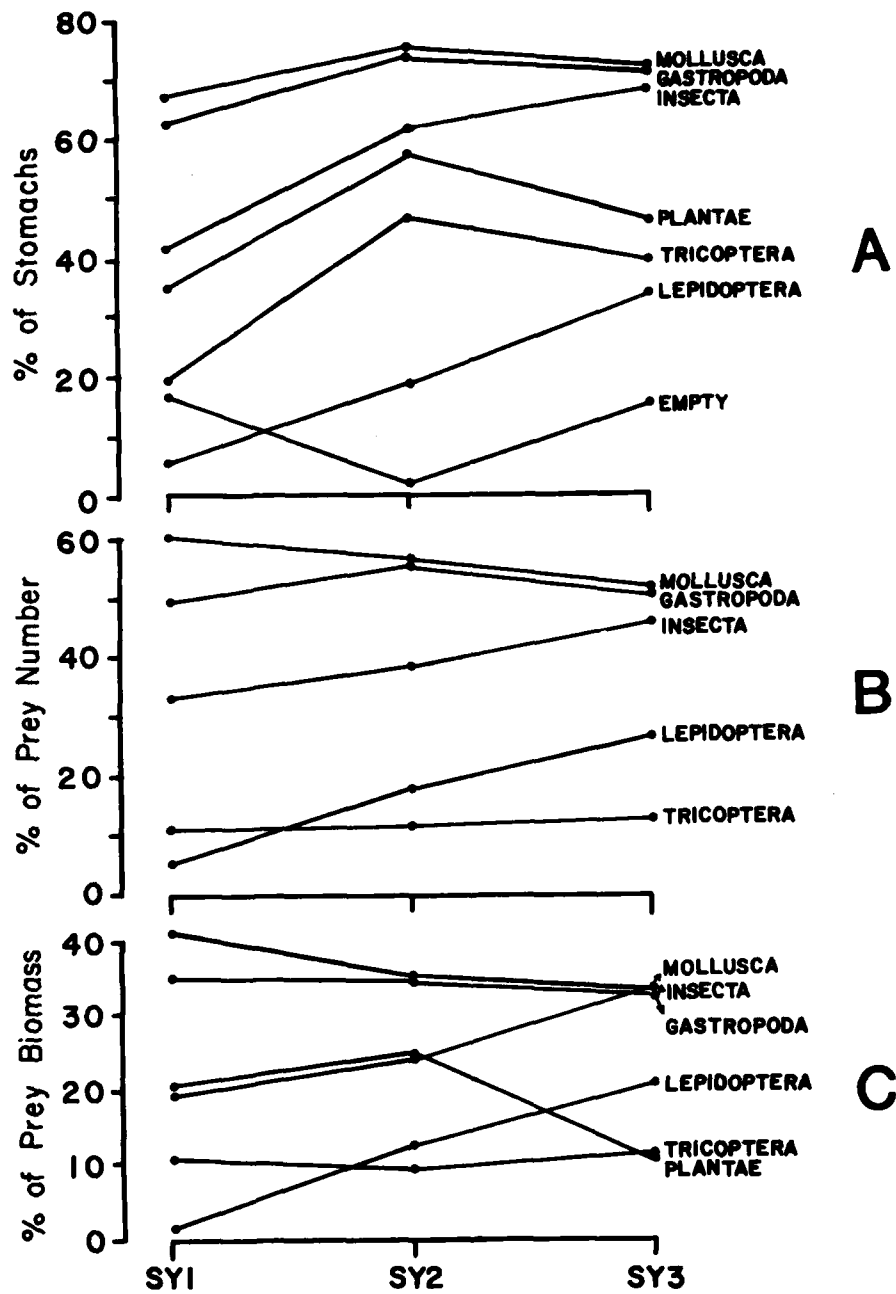 80
60
40
20
0
% of Stomachs
MOLLUSCA
GASTROPODA
INSECTA
PLANTAE
TRICOPTERA
LEPIDOPTERA
EMPTY
A
60
40
20
0
% of Prey Number
MOLLUSCA
GASTROPODA
INSECTA
LEPIDOPTERA
TRICOPTERA
B
40
30
20
10
0
% of Prey Biomass
MOLLUSCA
INSECTA
GASTROPODA
LEPIDOPTERA
TRICOPTERA
PLANTAE
C
SY1 SY2 SY3